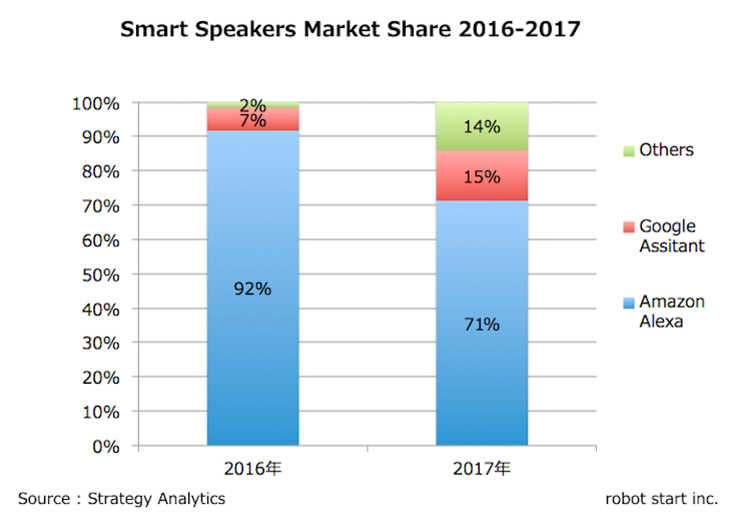 Smart Speakers Market Share 2016-2017
100%
90%
80%
70%
60%
50%
40%
30%
20%
10%
0%
2%
7%
92%
14%
15%
71%
2016年
2017年
Others
Google
Assitant
Amazon
Alexa
Source : Strategy Analytics
robot start inc.